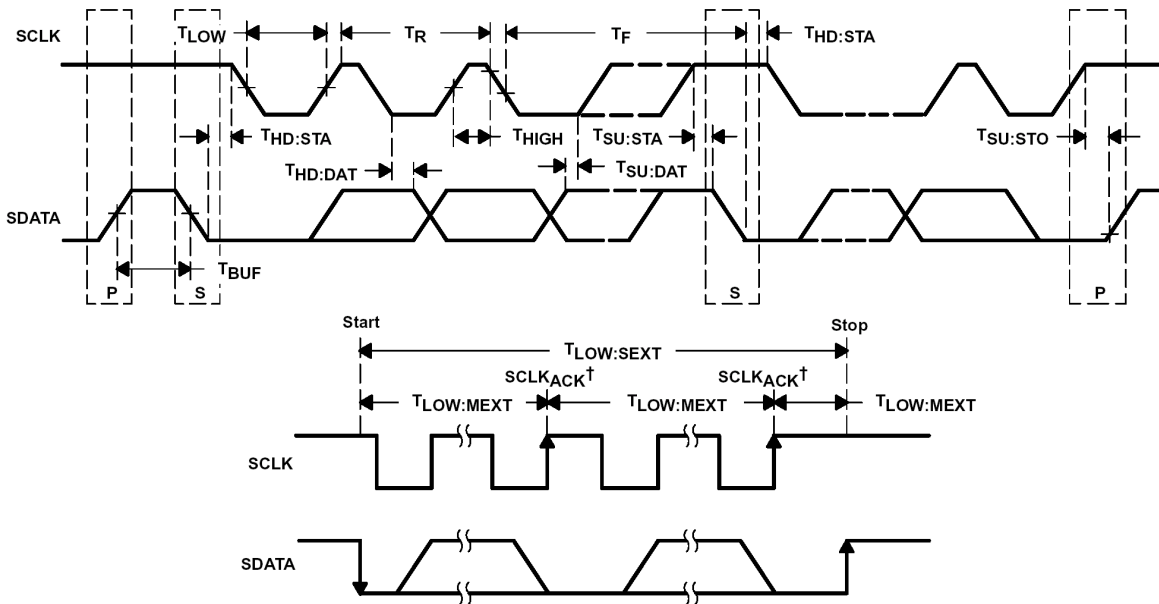 SCLK
TLOW
TR
TF
THD:STA
THD:STA
THIGH
TSU:STA
TSU:STO
THD:DAT
TSU:DAT
SDATA
TBUF
P
S
S
P
Start
Stop
TLOW:SEXT
SCLKACK†
SCLKACK†
TLOW:MEXT
TLOW:MEXT
TLOW:MEXT
SCLK
SDATA